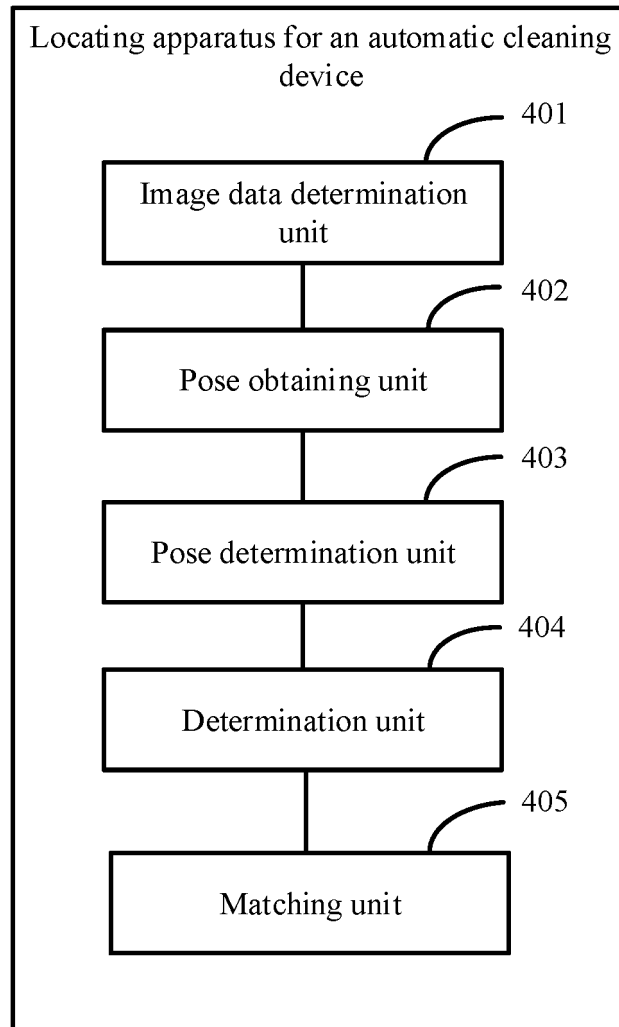 Locating apparatus for an automatic cleaning
device
401
Image data determination
unit
402
Pose obtaining unit
403
Pose determination unit
404
Determination unit
405
Matching unit